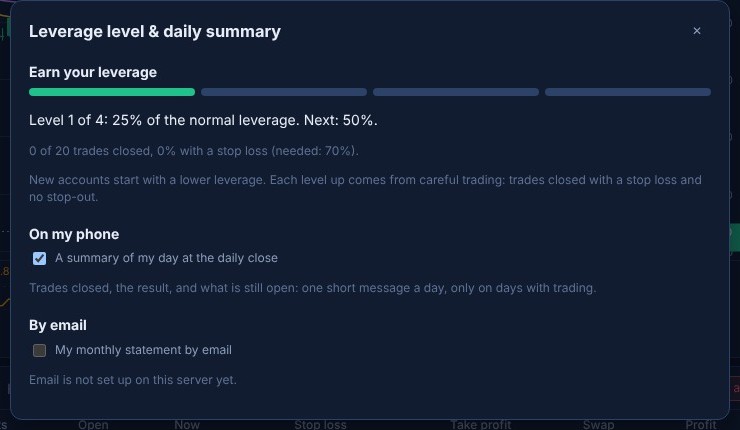 Leverage level & daily summary
×
Earn your leverage
Level 1 of 4: 25% of the normal leverage. Next: 50%.
0 of 20 trades closed, 0% with a stop loss (needed: 70%).
New accounts start with a lower leverage. Each level up comes from careful trading: trades closed with a stop loss and
no stop-out.
On my phone
A summary of my day at the daily close
Trades closed, the result, and what is still open: one short message a day, only on days with trading.
By email
My monthly statement by email
Email is not set up on this server yet.
Open Now Stop loss Take profit Swap Profit